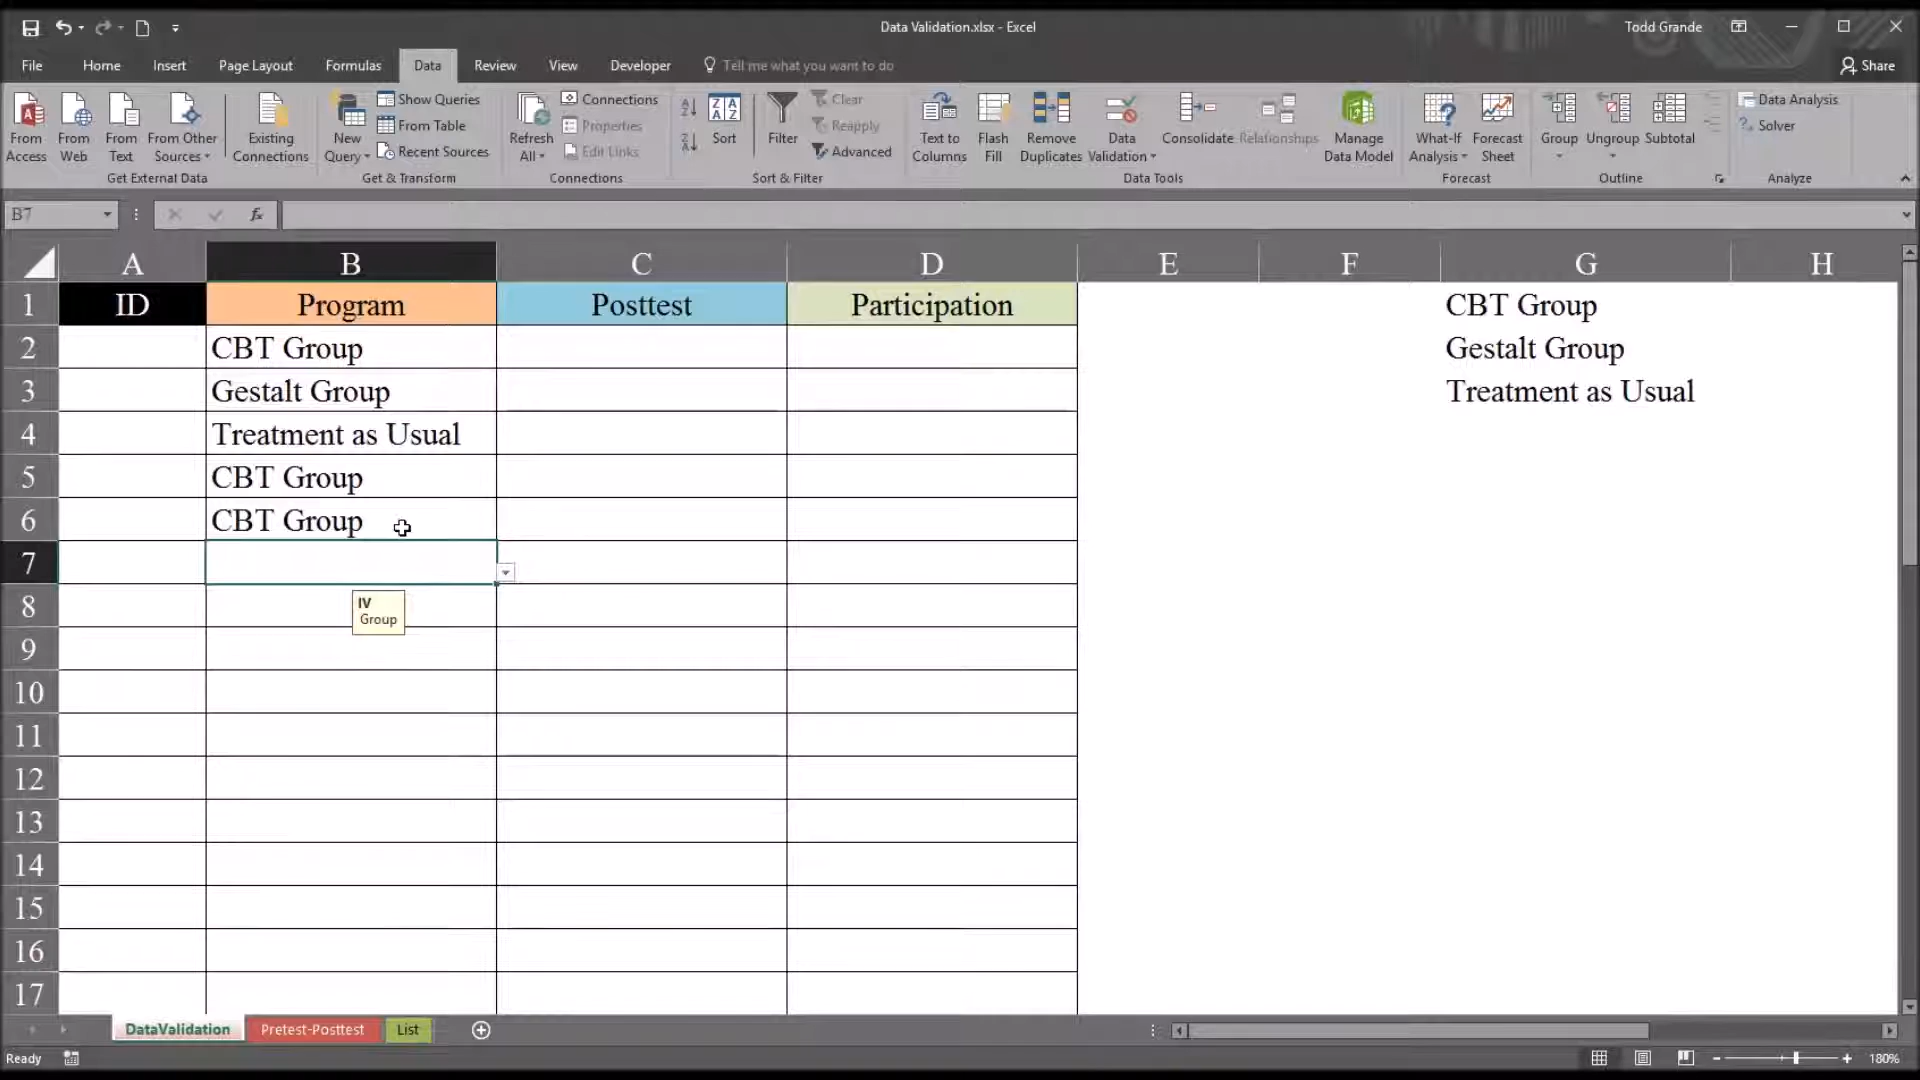 Data Validation.xlsx - Excel
Todd Grande
File Home Insert Page Layout Formulas Data Review View Developer Tell me what you want to do Share
From Access
From Web
From Text
From Other Sources
Existing Connections
Get External Data
New Query
Show Queries
From Table
Recent Sources
Get & Transform
Refresh All
Connections
Properties
Edit Links
Connections
Sort
Filter
Clear
Reapply
Advanced
Sort & Filter
Text to Columns
Flash Fill
Remove Duplicates
Data Validation
Consolidate
Relationships
Manage Data Model
Data Tools
What-If Analysis
Forecast Sheet
Forecast
Group
Ungroup
Subtotal
Outline
Data Analysis
Solver
Analyze
B7 fx
A B C D E F G H
1 ID Program Posttest Participation CBT Group
2 CBT Group Gestalt Group
3 Gestalt Group Treatment as Usual
4 Treatment as Usual
5 CBT Group
6 CBT Group
7
IV
Group
8
9
10
11
12
13
14
15
16
17
DataValidation Pretest-Posttest List
Ready 180%